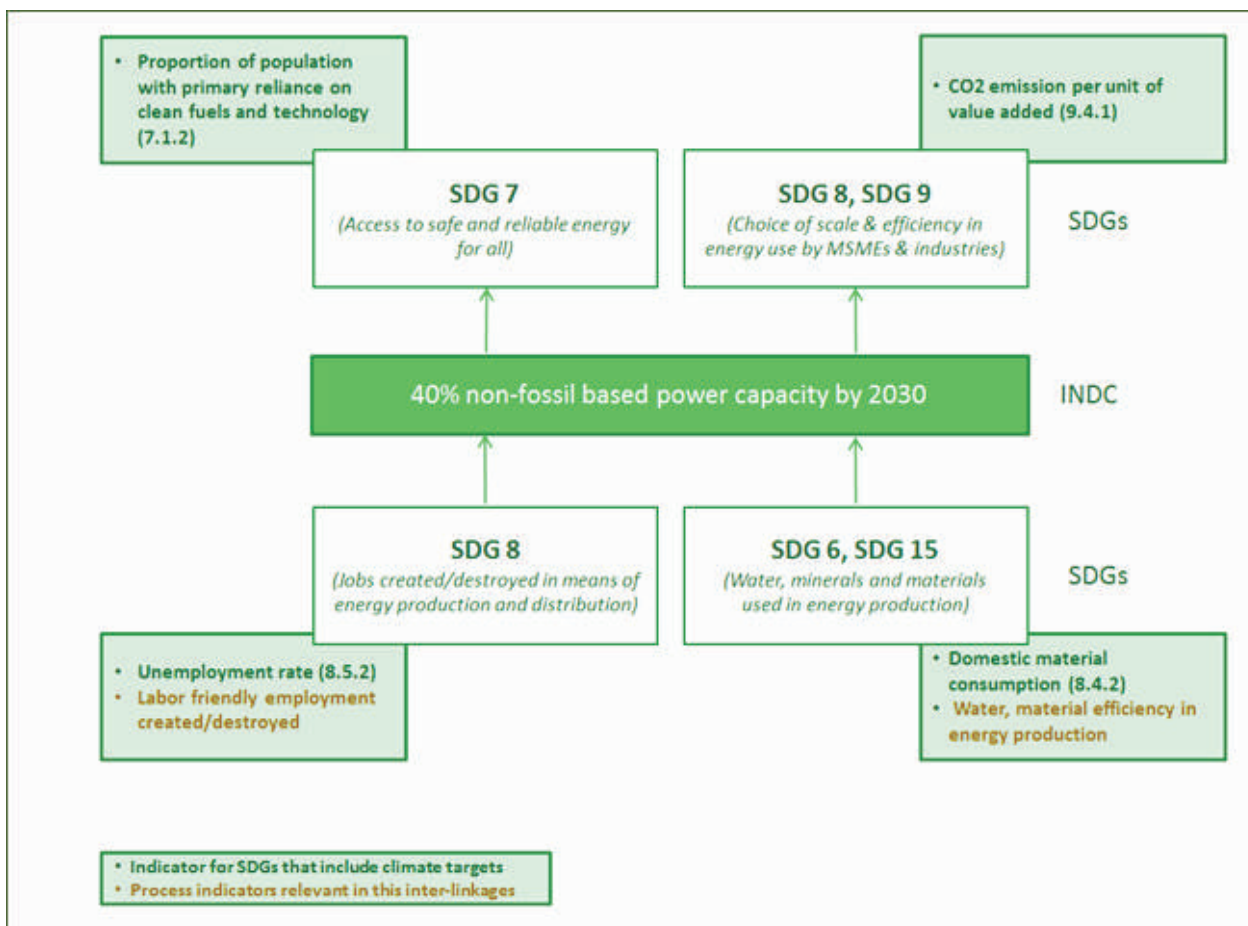 • Proportion of population
with primary reliance on
clean fuels and technology
(7.1.2)
• CO2 emission per unit of
value added (9.4.1)
SDG 7
(Access to safe and reliable energy
for all)
SDG 8, SDG 9
(Choice of scale & efficiency in
energy use by MSMEs & industries)
SDGs
40% non-fossil based power capacity by 2030
INDC
SDG 8
(Jobs created/destroyed in means of
energy production and distribution)
SDG 6, SDG 15
(Water, minerals and materials
used in energy production)
SDGs
• Unemployment rate (8.5.2)
• Labor friendly employment
created/destroyed
• Domestic material
consumption (8.4.2)
• Water, material efficiency in
energy production
• Indicator for SDGs that include climate targets
• Process indicators relevant in this inter-linkages